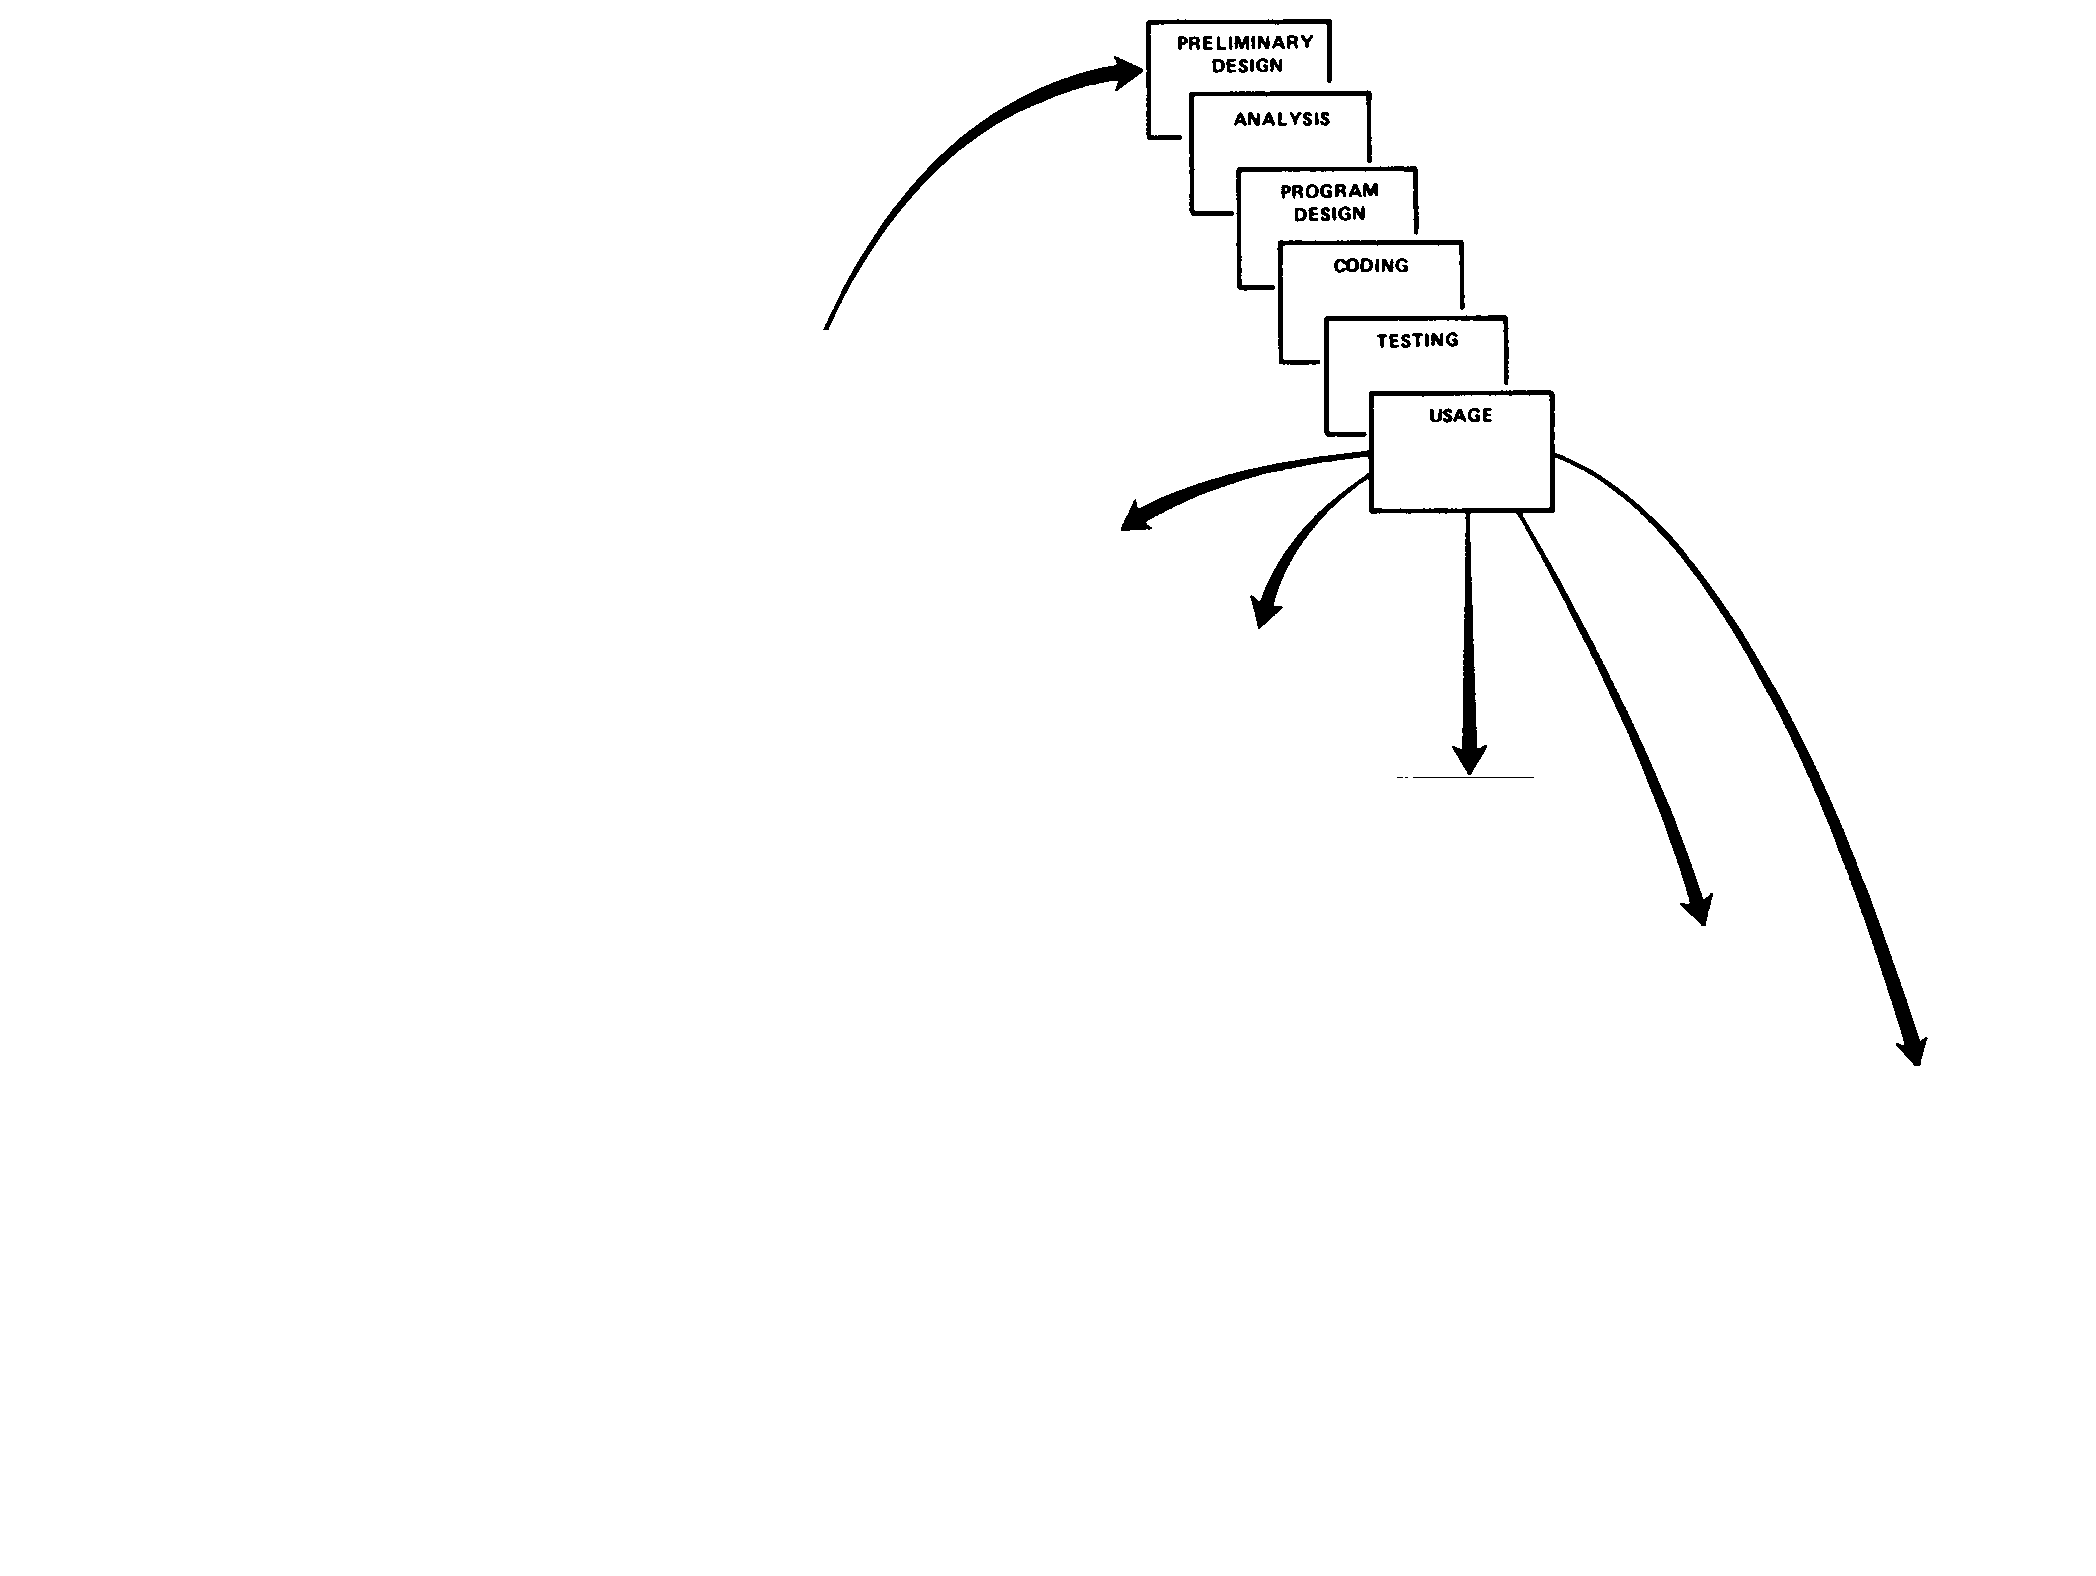 PRELIMINARY
DESIGN
ANALYSIS
PROGRAM
DESIGN
CODING
TESTING
USAGE